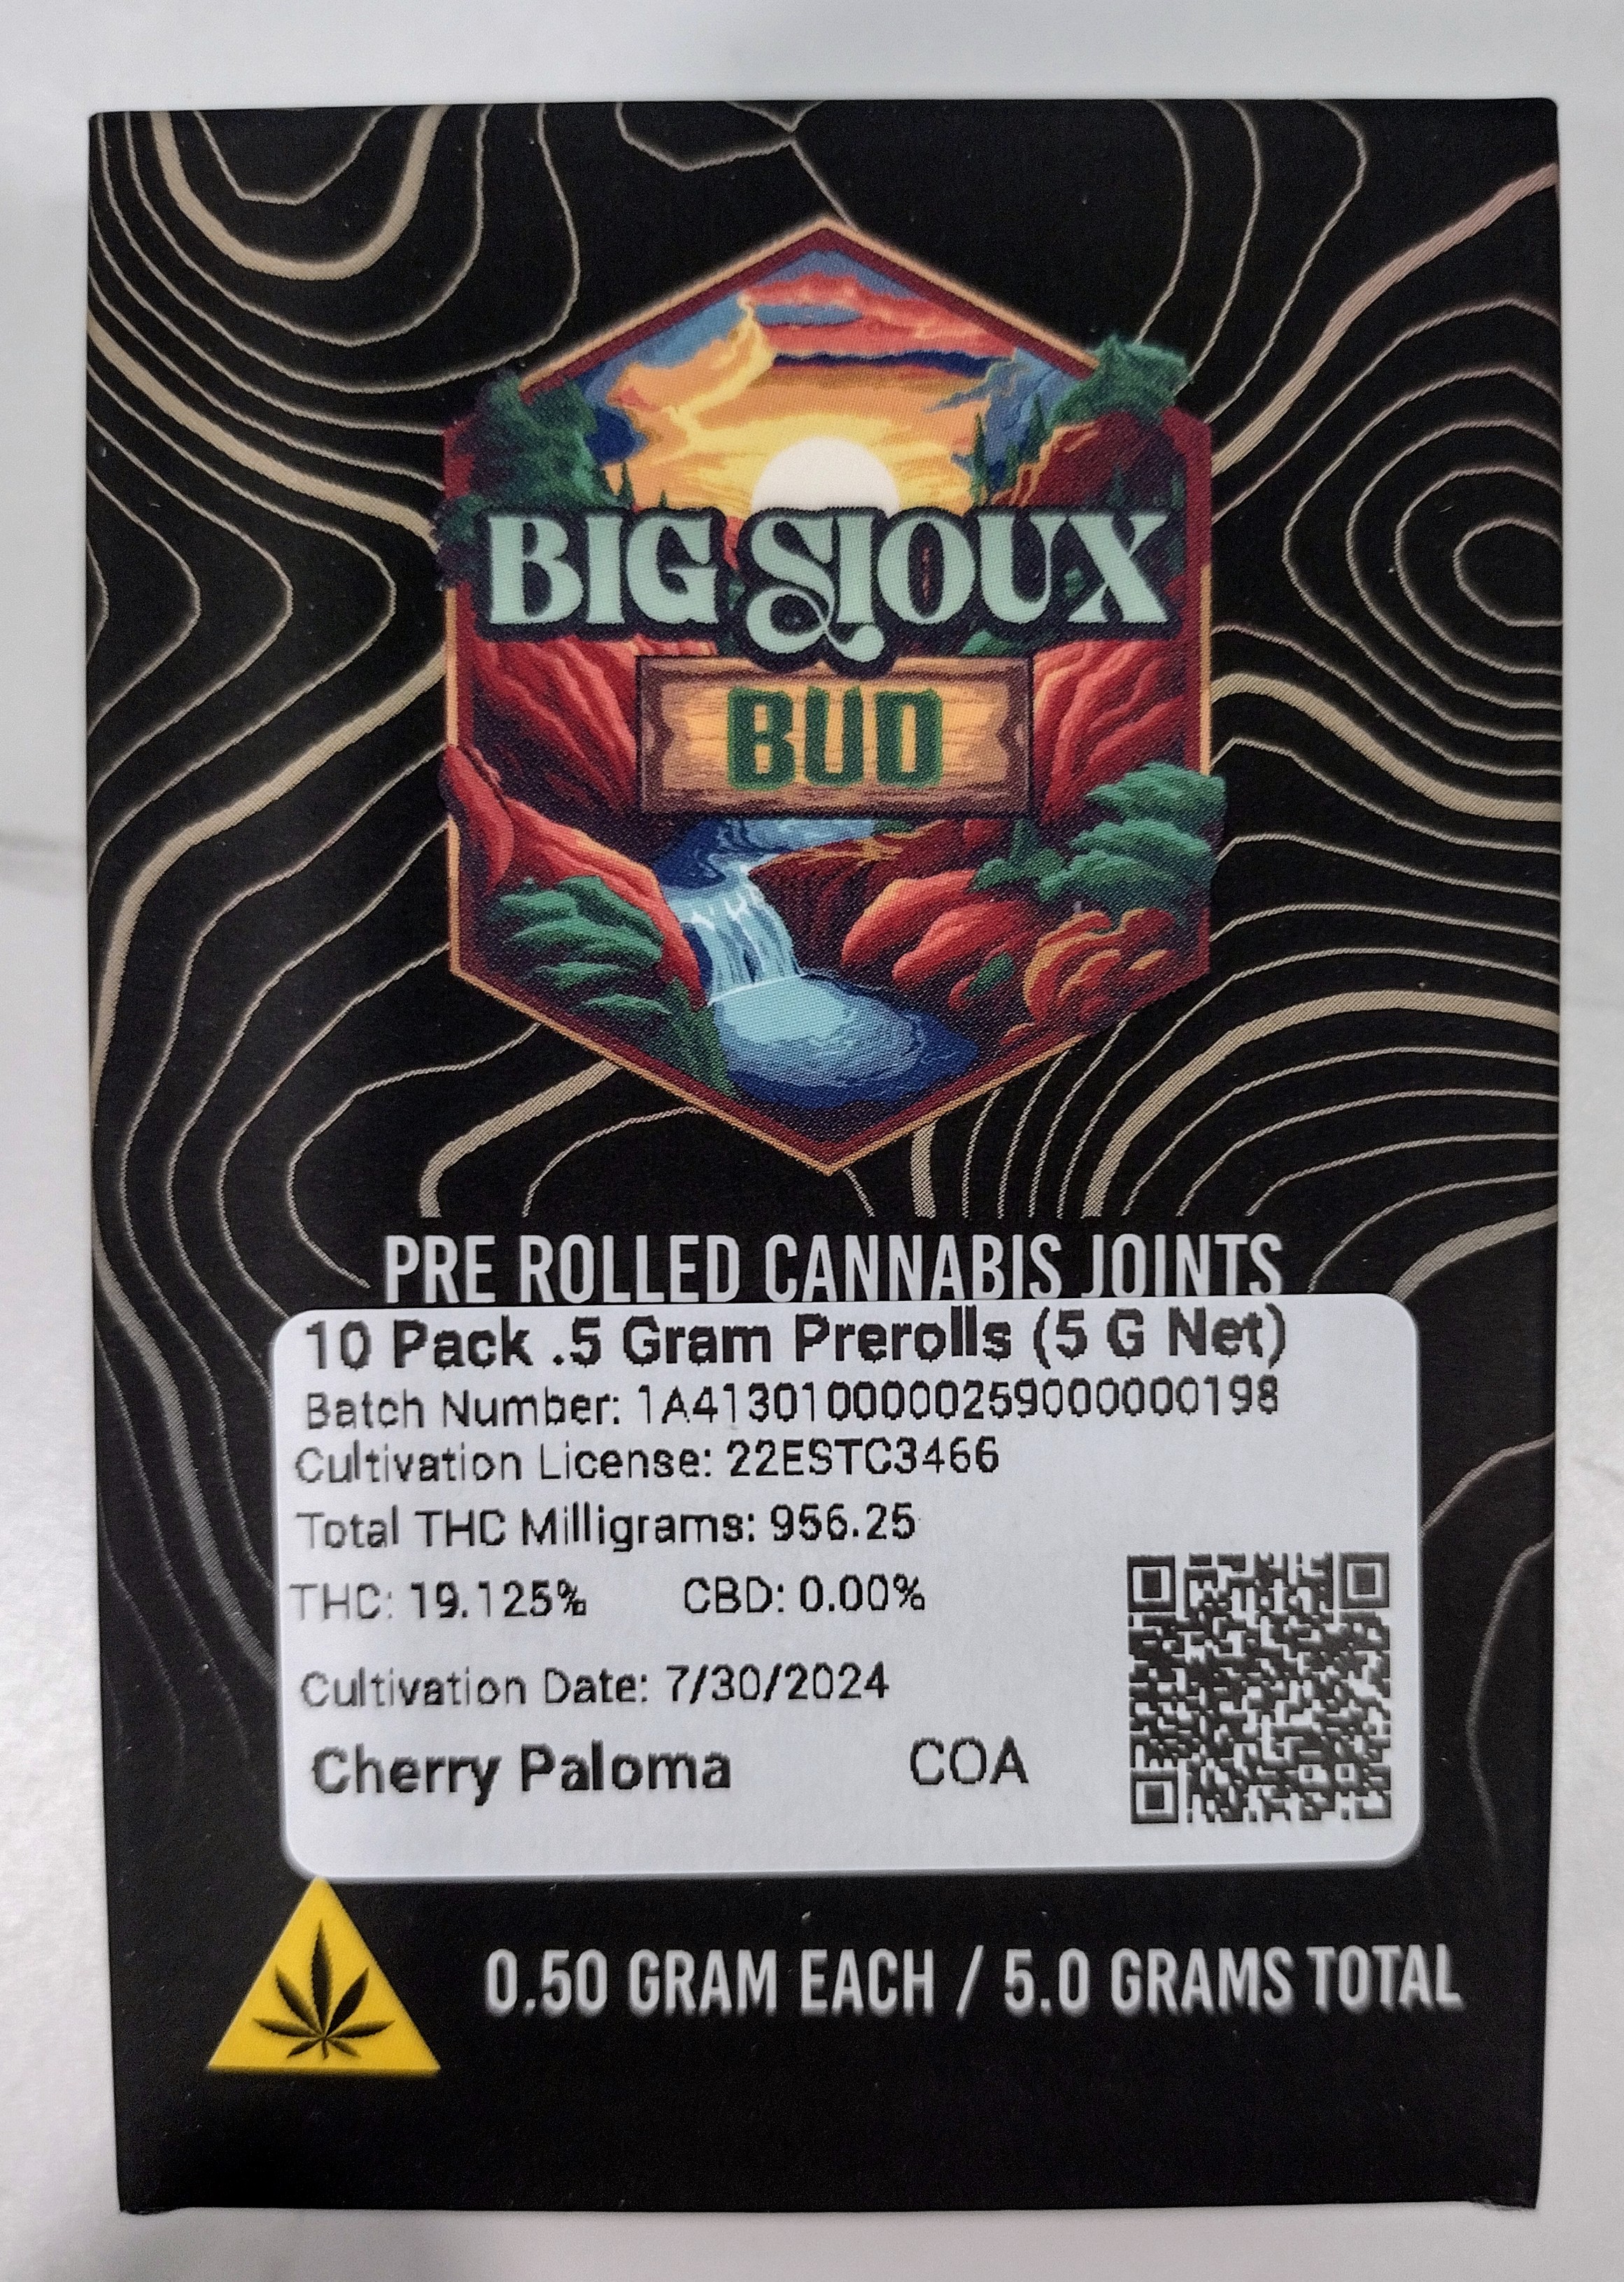 BIG SIOUX
BUD
PRE ROLLED CANNABIS JOINTS
10 Pack .5 Gram Prerolls (5 G Net)
Batch Number: 1A4130100000259000000198
Cultivation License: 22ESTC3466
Total THC Milligrams: 956.25
THC: 19.125% CBD: 0.00%
Cultivation Date: 7/30/2024
Cherry Paloma COA
0.50 GRAM EACH / 5.0 GRAMS TOTAL